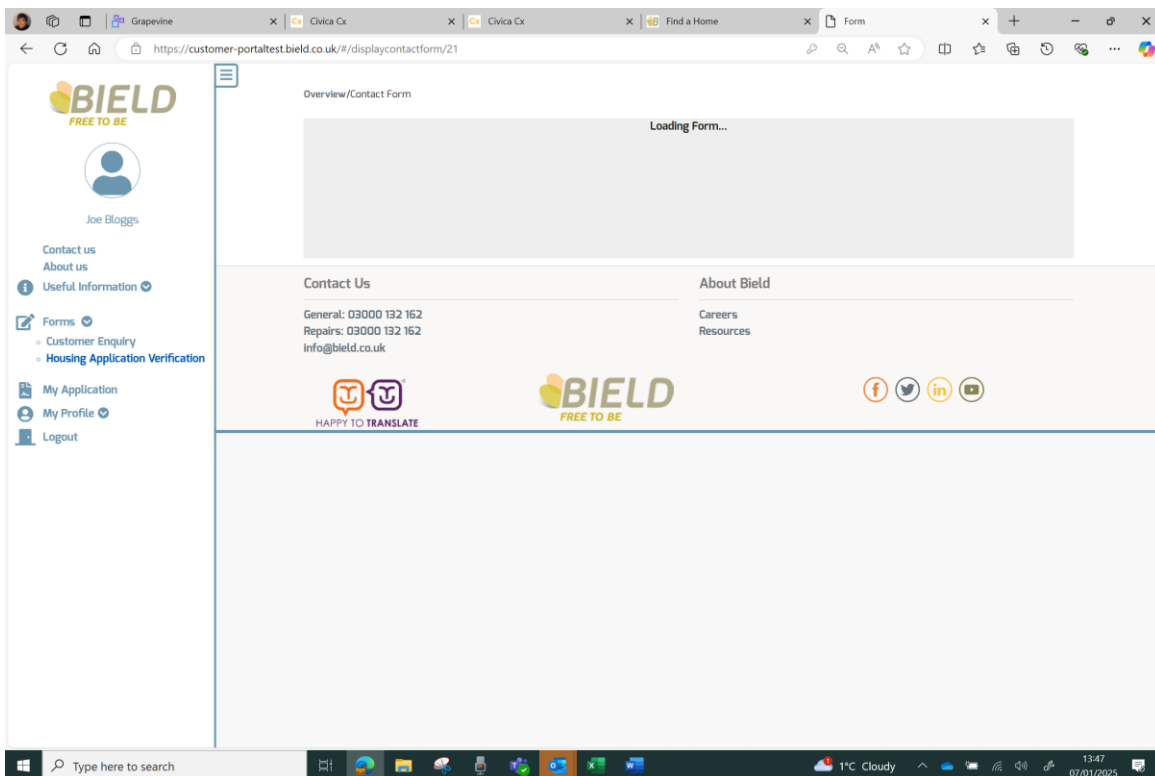 Grapevine
Civica Cx
Civica Cx
Find a Home
Form
https://customer-portaltest.bield.co.uk/#/displaycontactform/21
BIELD
FREE TO BE
Joe Bloggs
Contact us
About us
Useful Information
Forms
Customer Enquiry
Housing Application Verification
My Application
My Profile
Logout
Overview/Contact Form
Loading Form...
Contact Us
General: 03000 132 162
Repairs: 03000 132 162
info@bield.co.uk
About Bield
Careers
Resources
HAPPY TO TRANSLATE
BIELD
FREE TO BE
Type here to search
1°C Cloudy
13:47
07/01/2025